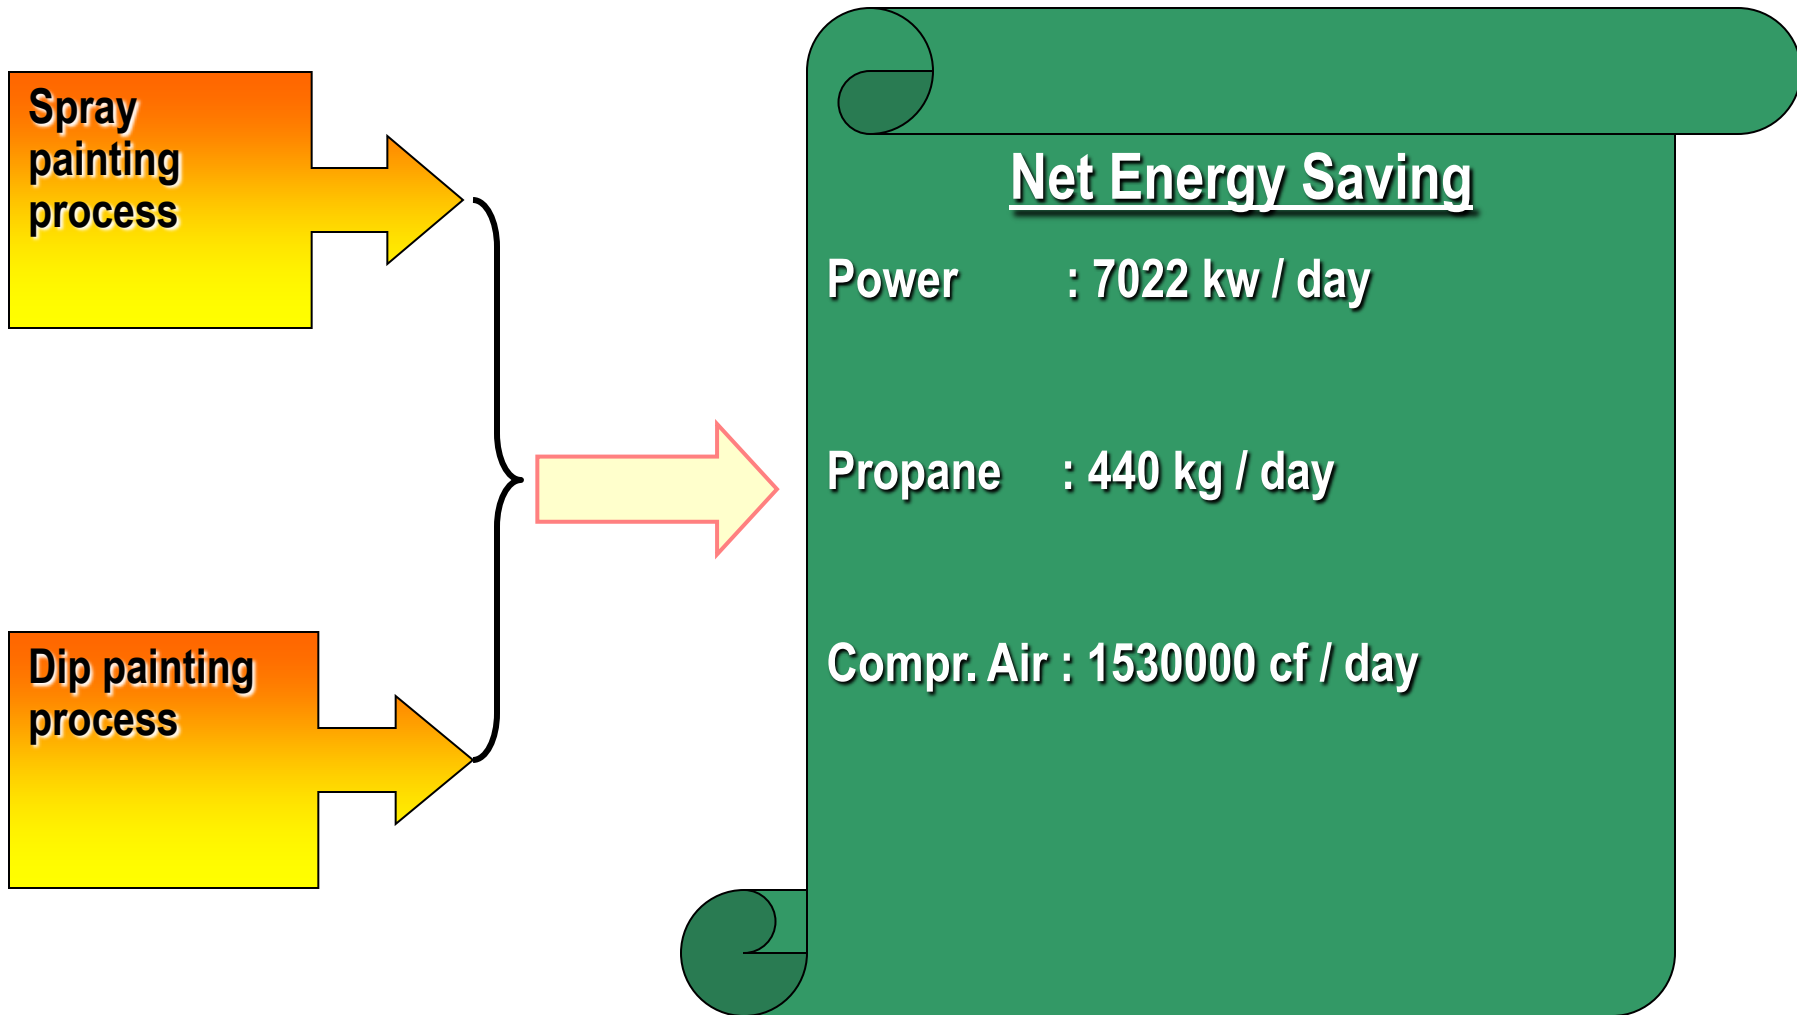 Spray
painting
process
Dip painting
process
Net Energy Saving
Power : 7022 kw / day
Propane : 440 kg / day
Compr. Air : 1530000 cf / day